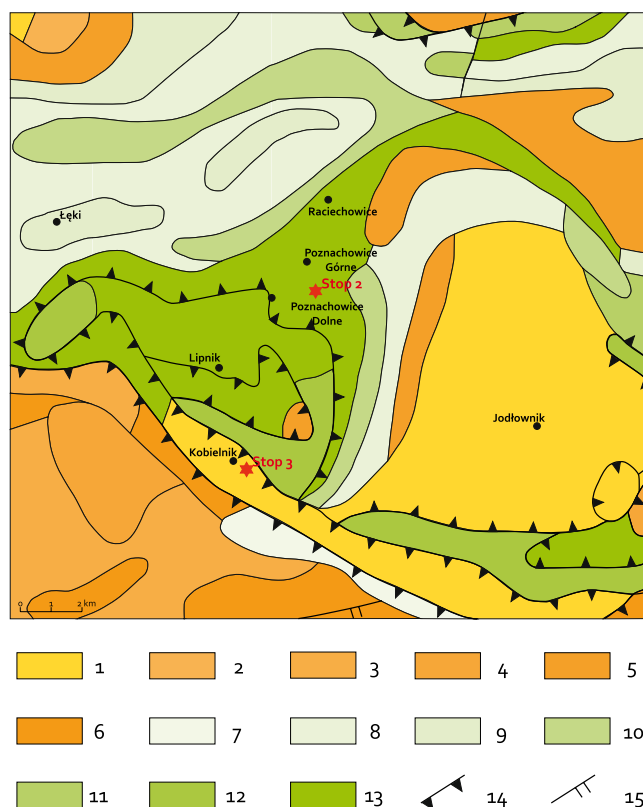 Łęki
Raciechowice
Poznachowice
Górne
Stop 2
Poznachowice
Dolne
Lipnik
Jodłownik
Kobielnik
Stop 3
0 1 2 km
1 2 3 4 5
6 7 8 9 10
11 12 13 14 15